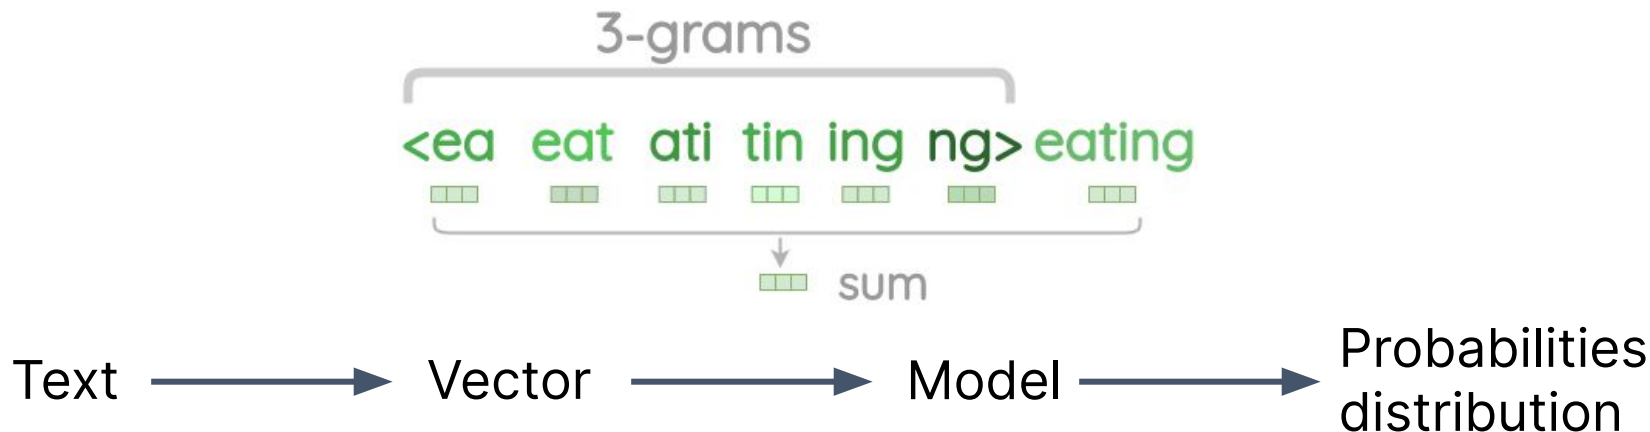 3-grams
<ea eat ati tin ing ng> eating
sum
Text Vector Model Probabilities
distribution